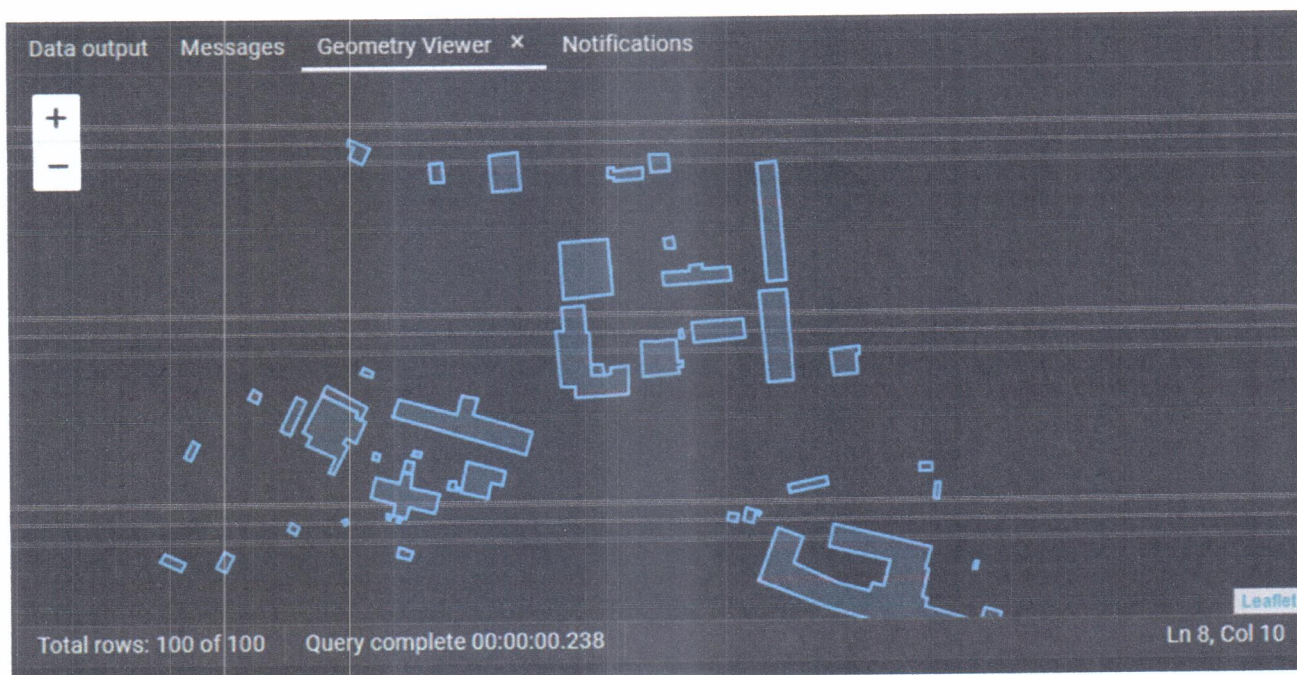 Data output Messages Geometry Viewer × Notifications
+
−
Leaflet
Total rows: 100 of 100 Query complete 00:00:00.238 Ln 8, Col 10